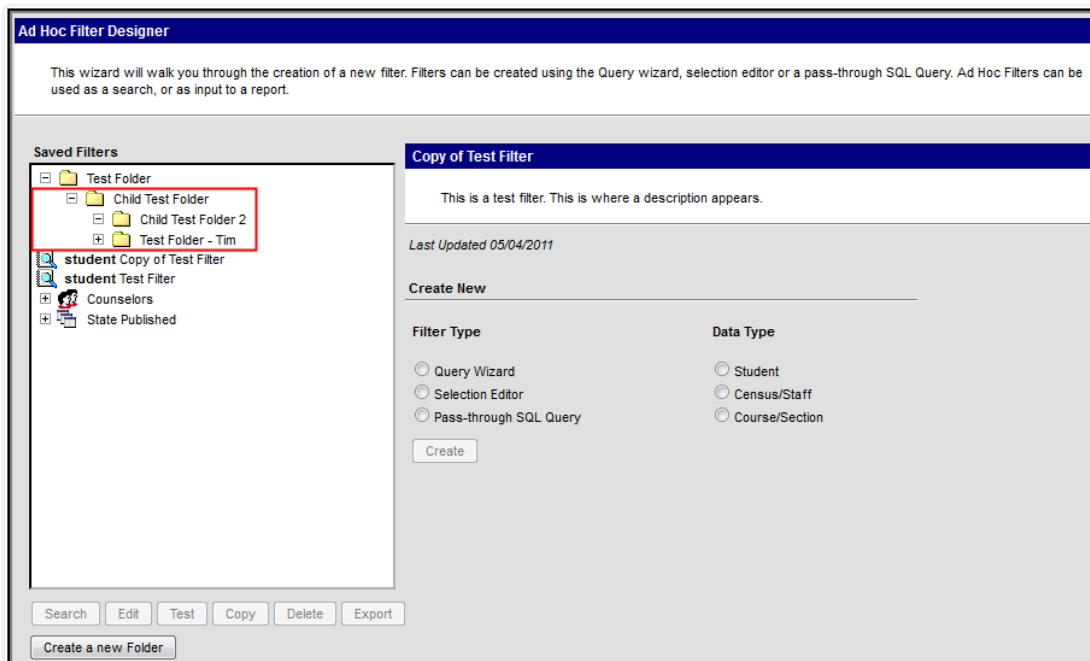 Ad Hoc Filter Designer
This wizard will walk you through the creation of a new filter. Filters can be created using the Query wizard, selection editor or a pass-through SQL Query. Ad Hoc Filters can be
used as a search, or as input to a report.
Saved Filters
Test Folder
Child Test Folder
Child Test Folder 2
Test Folder - Tim
student Copy of Test Filter
student Test Filter
Counselors
State Published
Search Edit Test Copy Delete Export
Create a new Folder
Copy of Test Filter
This is a test filter. This is where a description appears.
Last Updated 05/04/2011
Create New
Filter Type
Query Wizard
Selection Editor
Pass-through SQL Query
Create
Data Type
Student
Census/Staff
Course/Section